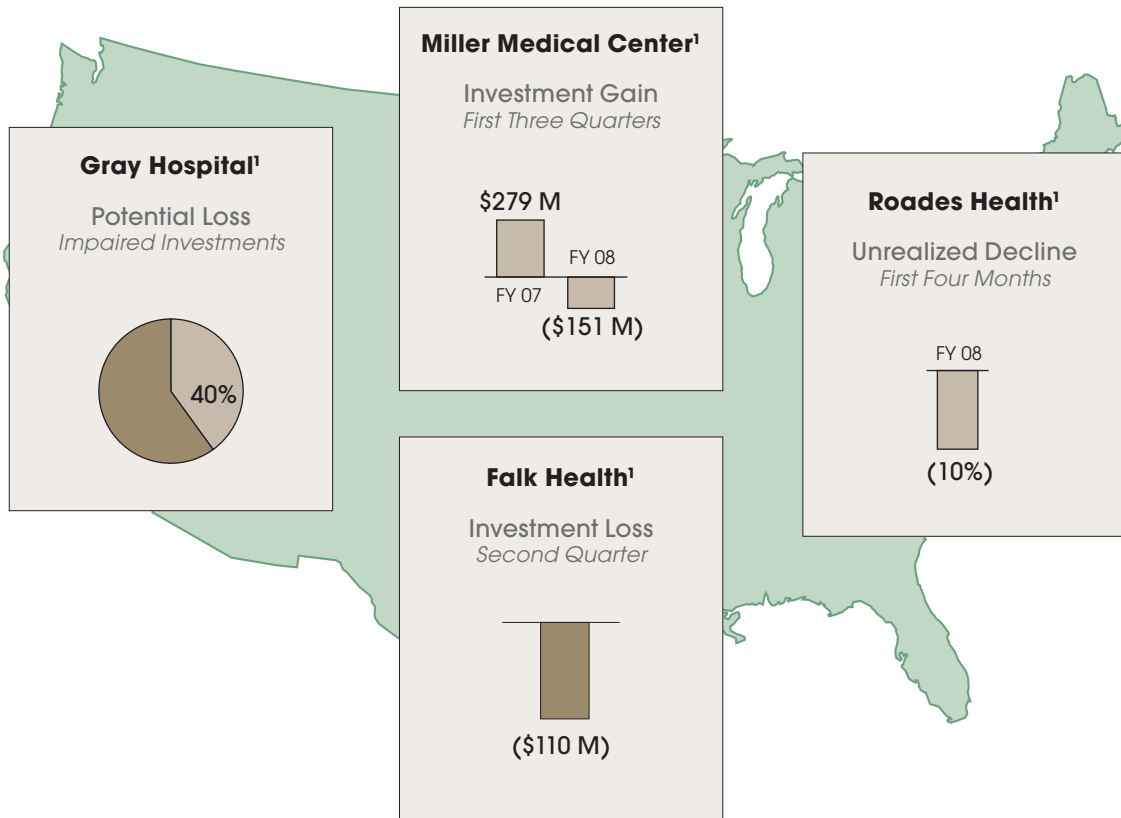 Miller Medical Center¹
Investment Gain
First Three Quarters
$279 M
FY 08
FY 07
($151 M)
Gray Hospital¹
Potential Loss
Impaired Investments
40%
Roades Health¹
Unrealized Decline
First Four Months
FY 08
(10%)
Falk Health¹
Investment Loss
Second Quarter
($110 M)